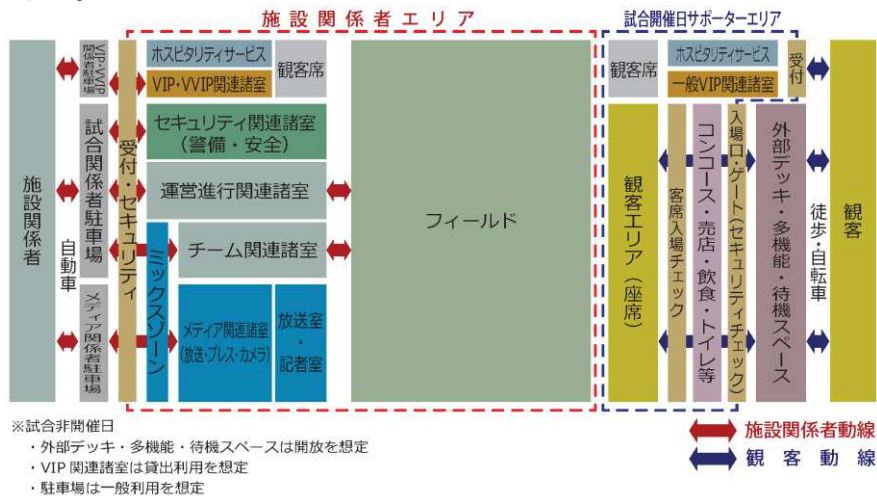 施設関係者エリア
試合開催日サポーターエリア
施設関係者
自動車
VIP・VVIP
関係者駐車場
試合関係者駐車場
メディア関係者駐車場
受付・セキュリティ
ホスピタリティサービス
VIP・VVIP関連諸室
観客席
セキュリティ関連諸室
(警備・安全)
運営進行関連諸室
ミックスゾーン
チーム関連諸室
メディア関連諸室
(放送・プレス・カメラ)
放送室
・
記者室
フィールド
観客席
ホスピタリティサービス
一般VIP関連諸室
受付
観客エリア(座席)
客席入場チェック
コンコース・売店・飲食・トイレ等
入場口・ゲート(セキュリティチェック)
外部デッキ・多機能・待機スペース
徒歩・自転車
観客
※試合非開催日
・外部デッキ・多機能・待機スペースは開放を想定
・VIP関連諸室は貸出利用を想定
・駐車場は一般利用を想定
施設関係者動線
観客動線